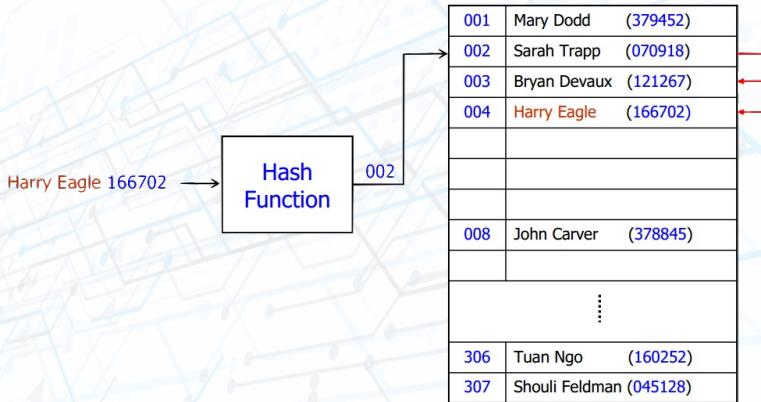 001 Mary Dodd (379452)
002 Sarah Trapp (070918)
003 Bryan Devaux (121267)
004 Harry Eagle (166702)
Harry Eagle 166702
Hash
Function
002
008 John Carver (378845)
306 Tuan Ngo (160252)
307 Shouli Feldman (045128)